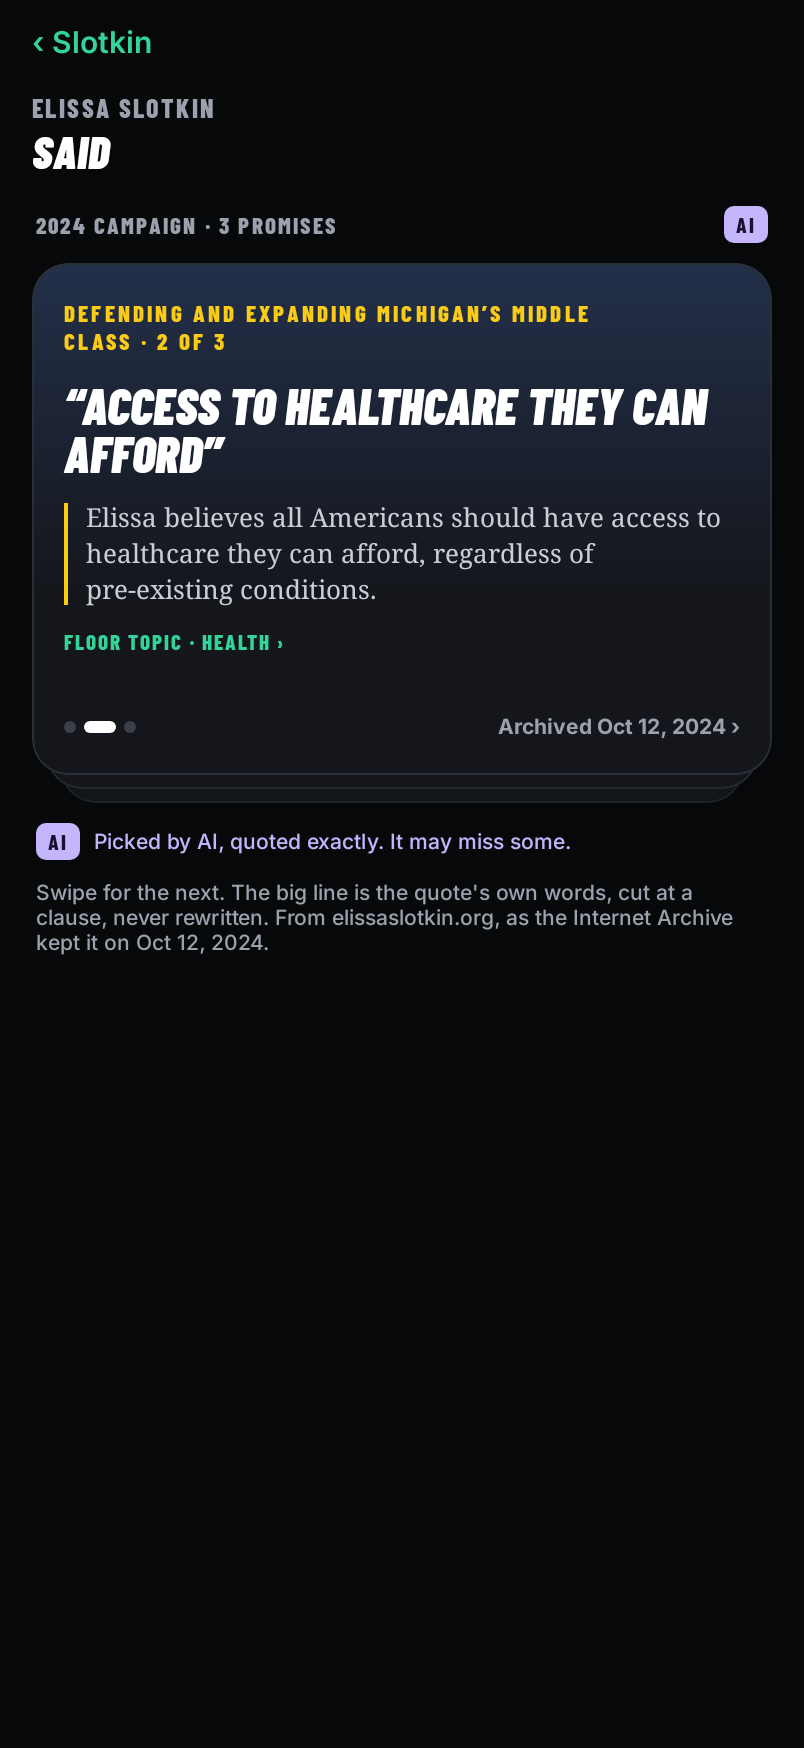 ‹ Slotkin
ELISSA SLOTKIN
SAID
2024 CAMPAIGN · 3 PROMISES
AI
DEFENDING AND EXPANDING MICHIGAN’S MIDDLE
CLASS · 2 OF 3
“ACCESS TO HEALTHCARE THEY CAN
AFFORD”
Elissa believes all Americans should have access to
healthcare they can afford, regardless of
pre-existing conditions.
FLOOR TOPIC · HEALTH ›
Archived Oct 12, 2024 ›
AI Picked by AI, quoted exactly. It may miss some.
Swipe for the next. The big line is the quote's own words, cut at a
clause, never rewritten. From elissaslotkin.org, as the Internet Archive
kept it on Oct 12, 2024.